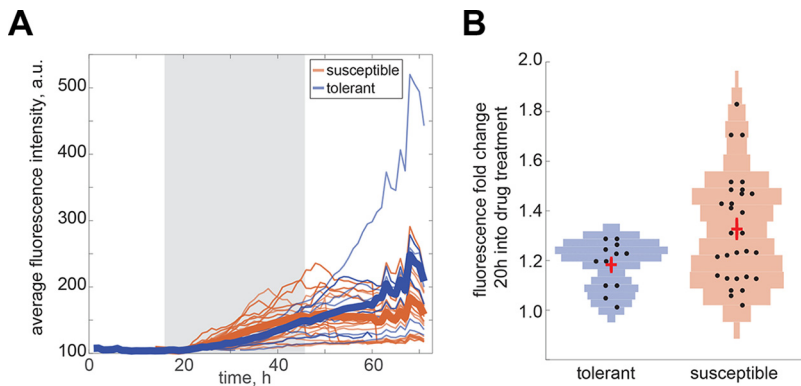 A
average fluorescence intensity, a.u.
500
400
300
200
100
0
20
40
60
time, h
susceptible
tolerant
B
fluorescence fold change
20h into drug treatment
2.0
1.8
1.6
1.4
1.2
1.0
tolerant
susceptible